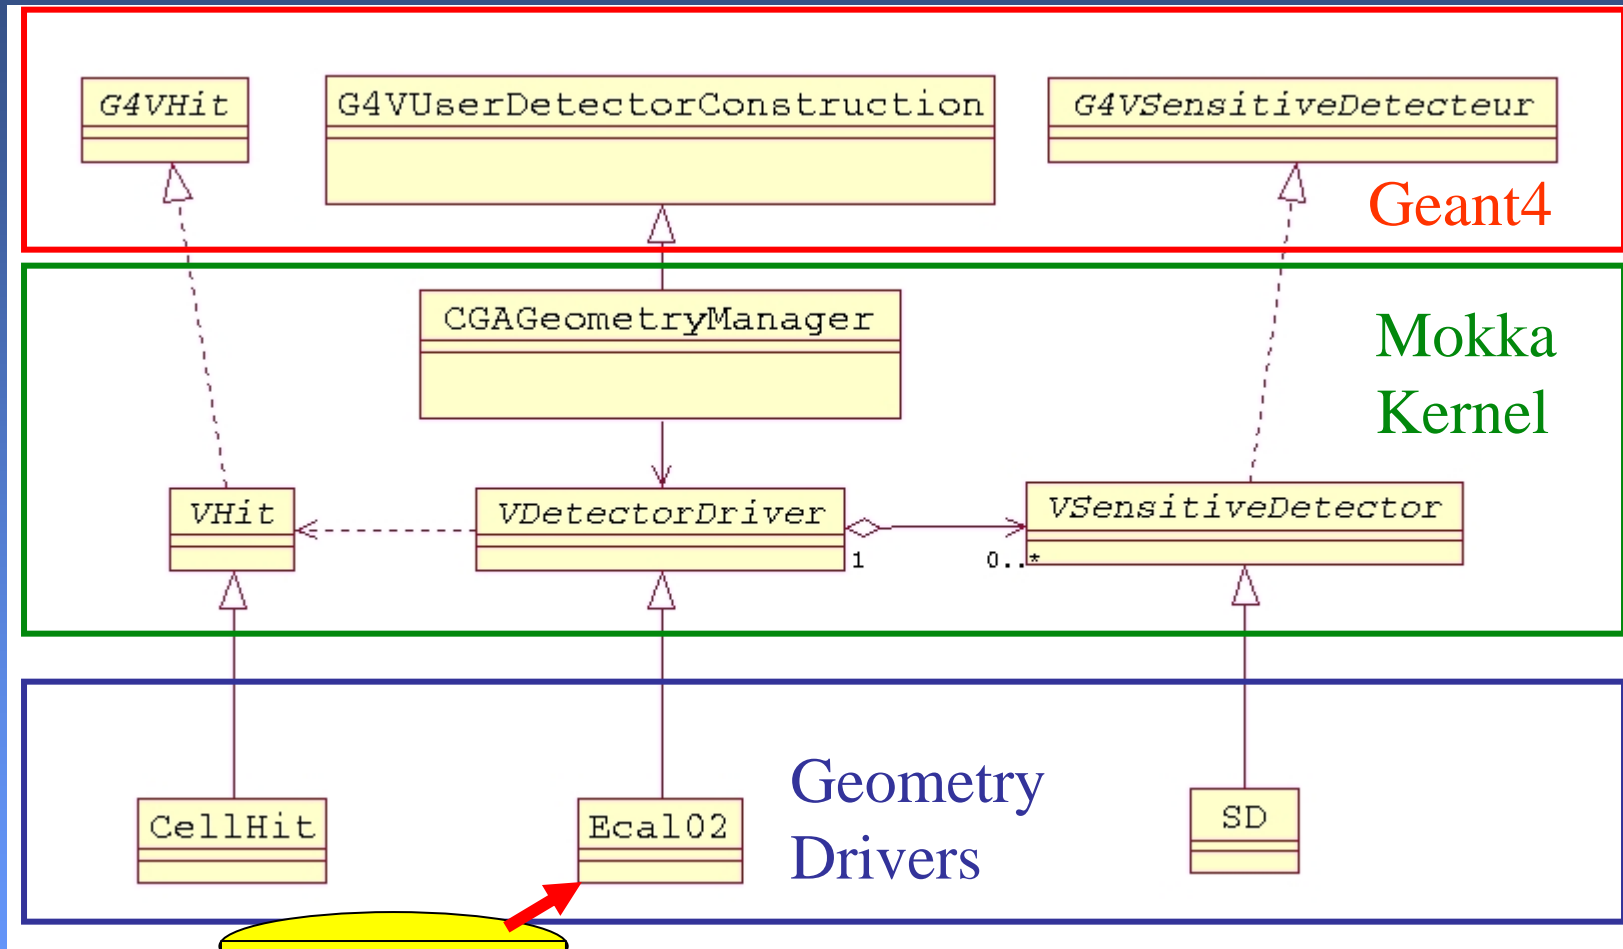 G4VHit
G4VUserDetectorConstruction
G4VSensitiveDetecteur
Geant4
CGAGeometryManager
Mokka
Kernel
VHit
VDetectorDriver
VSensitiveDetector
1
0..*
Geometry
Drivers
CellHit
Ecal02
SD